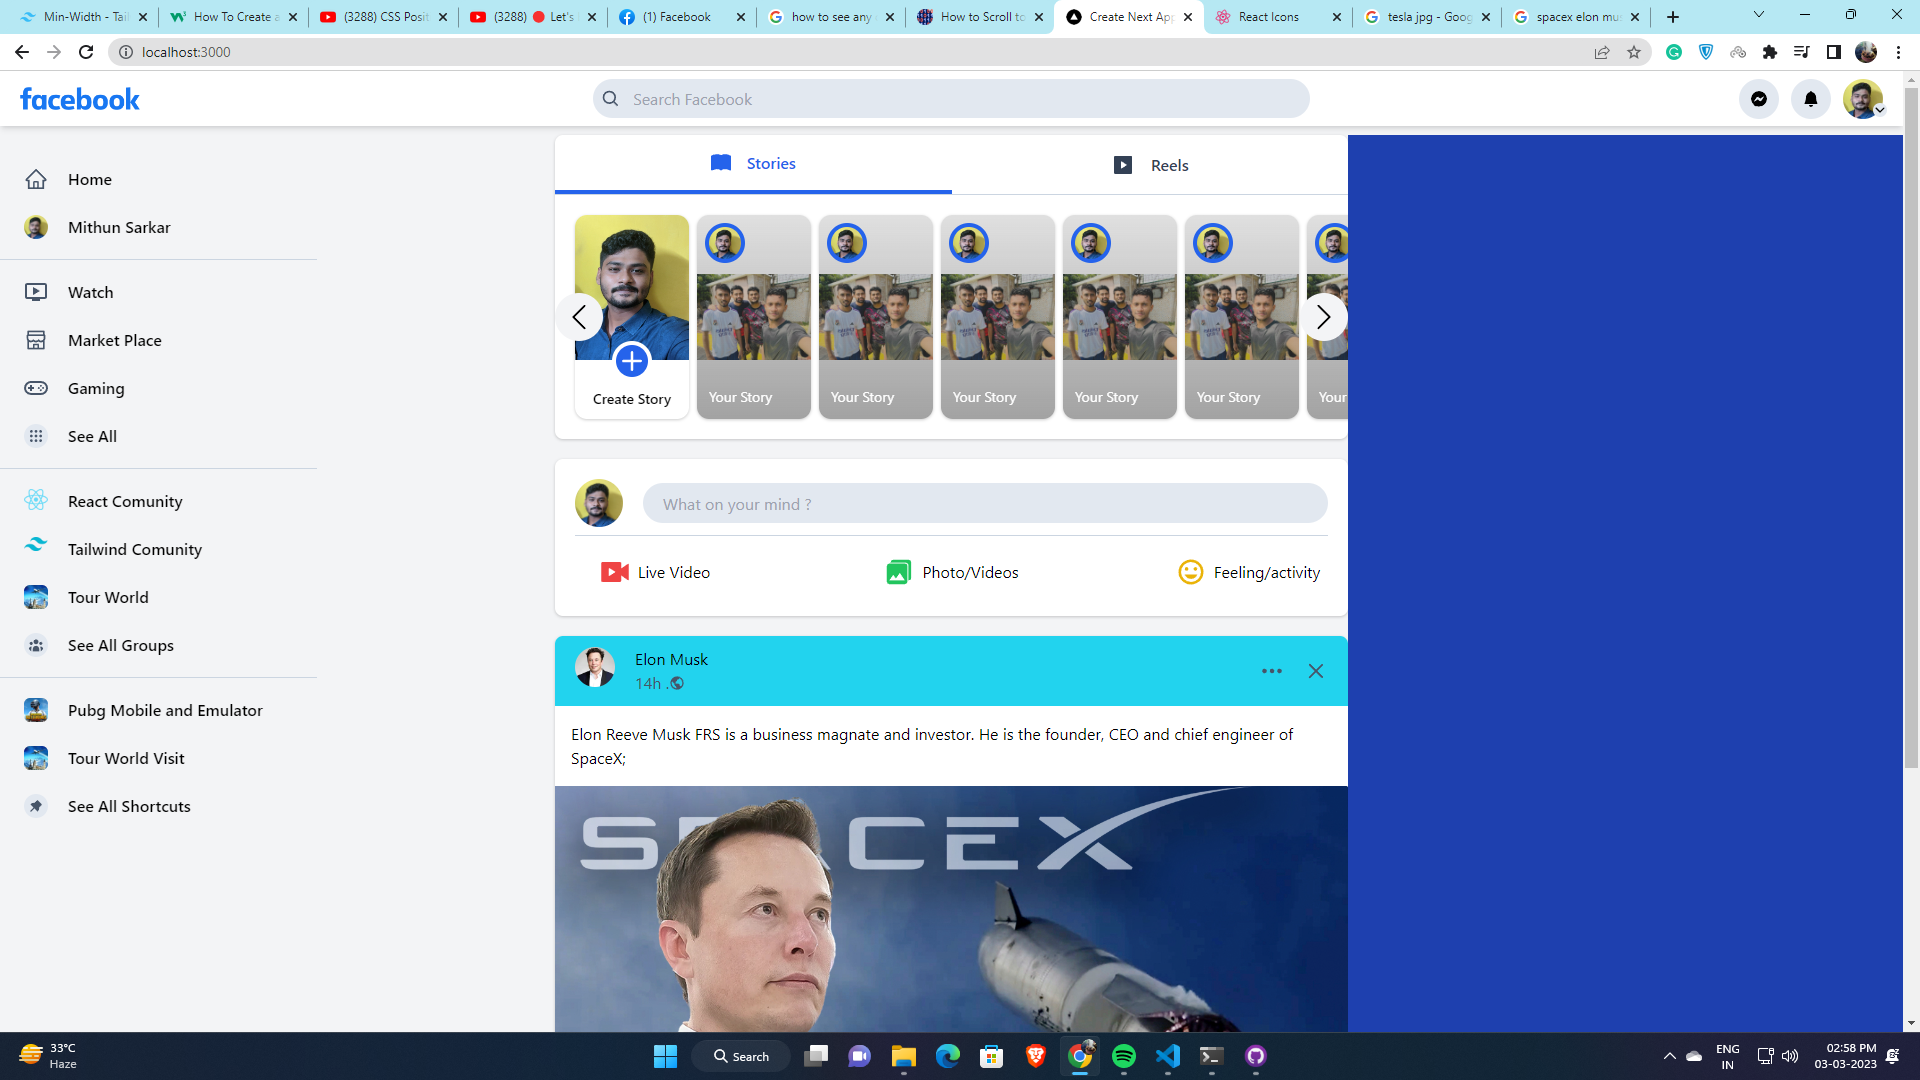 Min-Width - Tail
How To Create a
(3288) CSS Posit
(3288) 🔴 Let's
(1) Facebook
how to see any
How to Scroll to
Create Next App
React Icons
tesla jpg - Goog
spacex elon mus
localhost:3000
facebook
Search Facebook
Home
Mithun Sarkar
Watch
Market Place
Gaming
See All
React Comunity
Tailwind Comunity
Tour World
See All Groups
Pubg Mobile and Emulator
Tour World Visit
See All Shortcuts
Stories
Reels
Create Story
Your Story
Your Story
Your Story
Your Story
Your Story
Your
What on your mind ?
Live Video
Photo/Videos
Feeling/activity
Elon Musk
14h .
Elon Reeve Musk FRS is a business magnate and investor. He is the founder, CEO and chief engineer of
SpaceX;
SPACEX
33°C
Haze
Search
ENG
IN
02:58 PM
03-03-2023